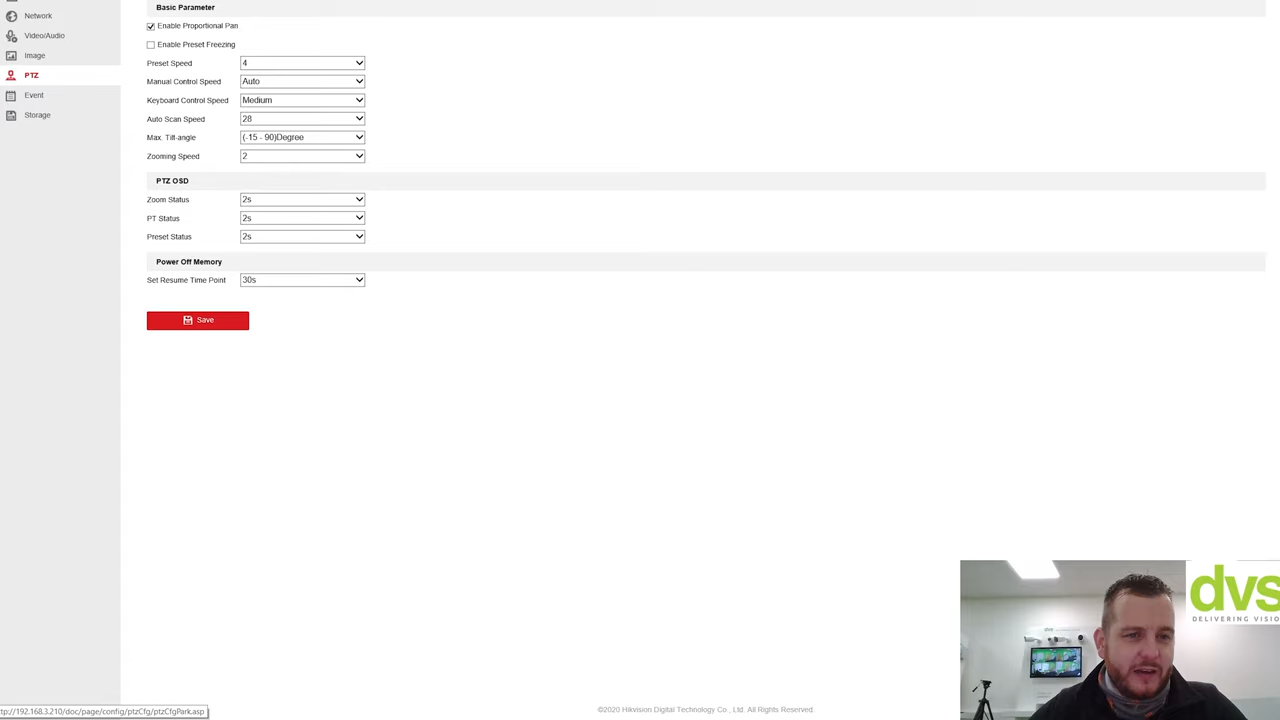 Basic Parameter
Network
Enable Proportional Pan
Video/Audio
Enable Preset Freezing
Image
Preset Speed 4
PTZ
Manual Control Speed Auto
Event
Keyboard Control Speed Medium
Storage
Auto Scan Speed 28
Max. Tilt-angle (-15 - 90)Degree
Zooming Speed 2
PTZ OSD
Zoom Status 2s
PT Status 2s
Preset Status 2s
Power Off Memory
Set Resume Time Point 30s
Save
dvs
DELIVERING VISI
©2020 Hikvision Digital Technology Co., Ltd. All Rights Reserved.
tp://192.168.3.210/doc/page/config/ptzCfg/ptzCfgPark.asp